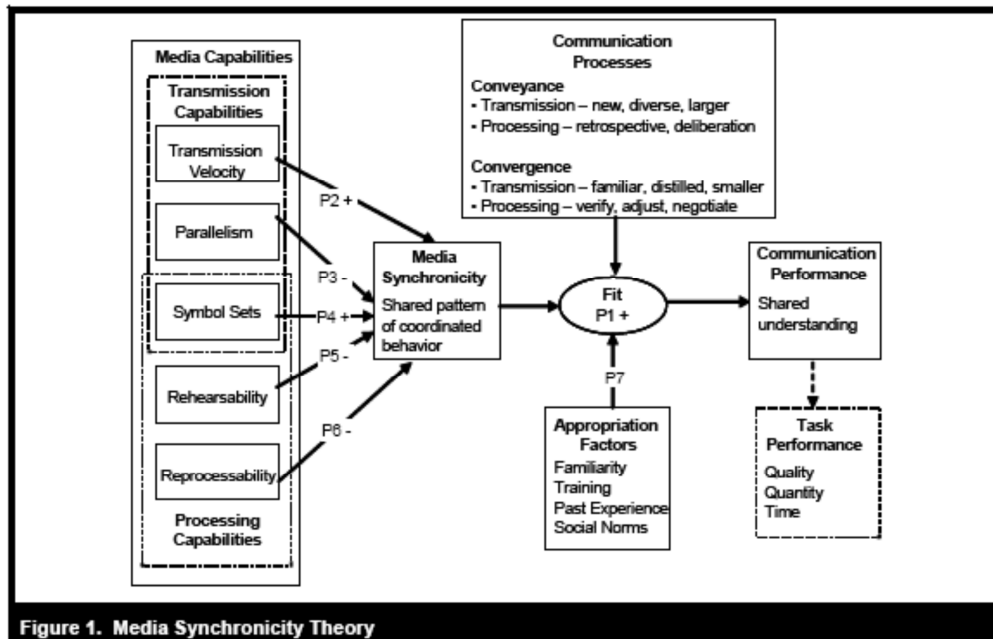 Media Capabilities
Transmission
Capabilities
Transmission
Velocity
Parallelism
Symbol Sets
Rehearsability
Reprocessability
Processing
Capabilities
P2 +
P3 -
P4 +
P5 -
P6 -
Media
Synchronicity
Shared pattern
of coordinated
behavior
Communication
Processes
Conveyance
▪ Transmission – new, diverse, larger
▪ Processing – retrospective, deliberation
Convergence
▪ Transmission – familiar, distilled, smaller
▪ Processing – verify, adjust, negotiate
Fit
P1 +
P7
Appropriation
Factors
Familiarity
Training
Past Experience
Social Norms
Communication
Performance
Shared
understanding
Task
Performance
Quality
Quantity
Time
Figure 1. Media Synchronicity Theory